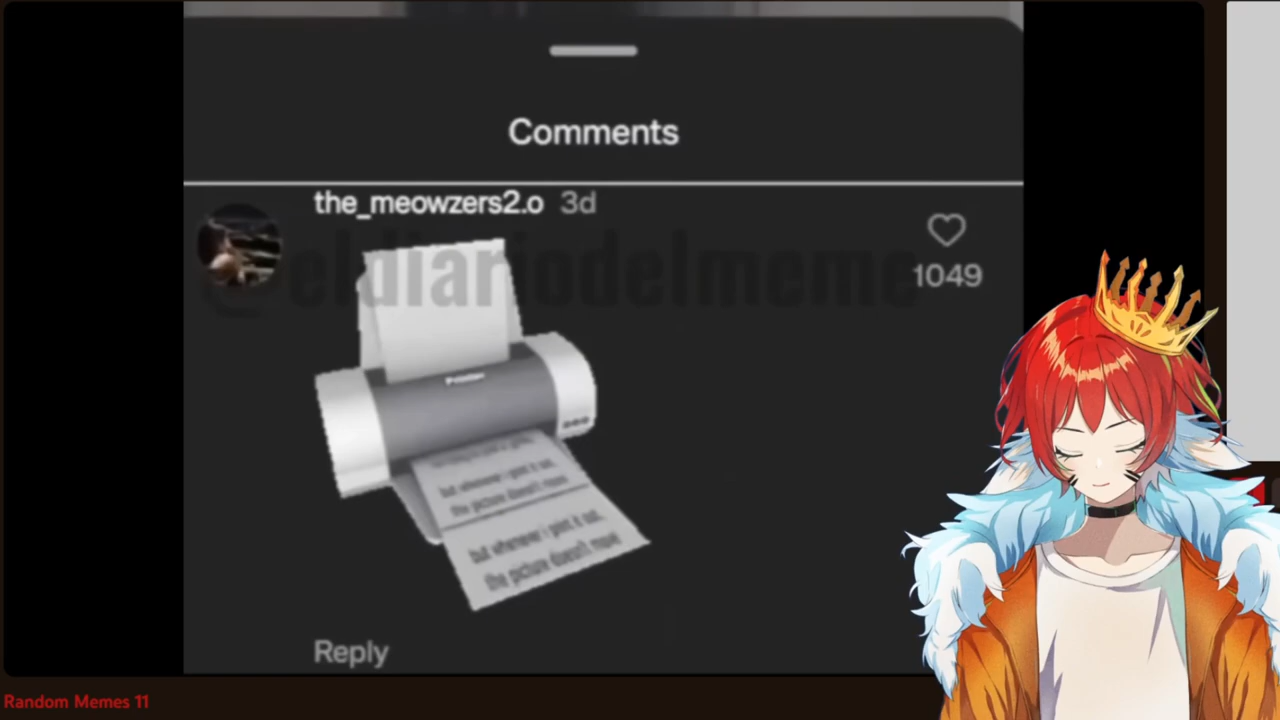 Comments
the_meowzers2.o 3d
@eldiariodelmeme
1049
Printer
but whenever i print it out,
the picture doesn't move
but whenever i print it out,
the picture doesn't move
Reply
Random Memes 11